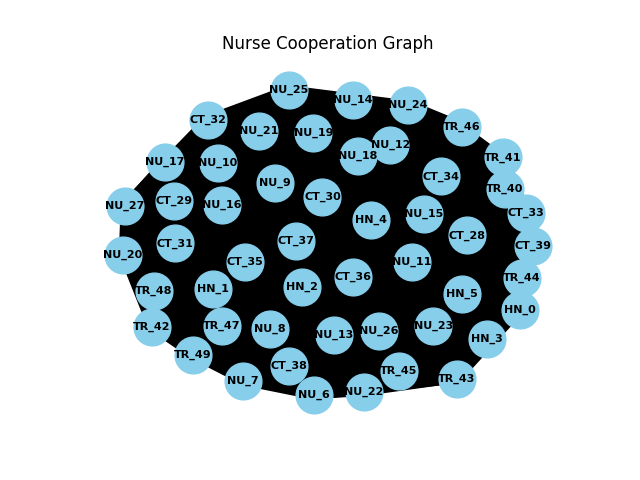 Nurse Cooperation Graph
NU_25
NU_14
NU_24
CT_32
TR_46
NU_21
NU_19
NU_12
NU_18
TR_41
NU_17
NU_10
CT_34
NU_9
TR_40
CT_30
CT_29
NU_16
NU_27
CT_33
NU_15
HN_4
CT_28
CT_37
CT_31
CT_39
NU_20
CT_35
NU_11
CT_36
TR_44
HN_2
HN_1
TR_48
HN_5
HN_0
TR_42
TR_47
NU_8
NU_13
NU_26
NU_23
HN_3
TR_49
CT_38
TR_45
NU_7
TR_43
NU_6
NU_22